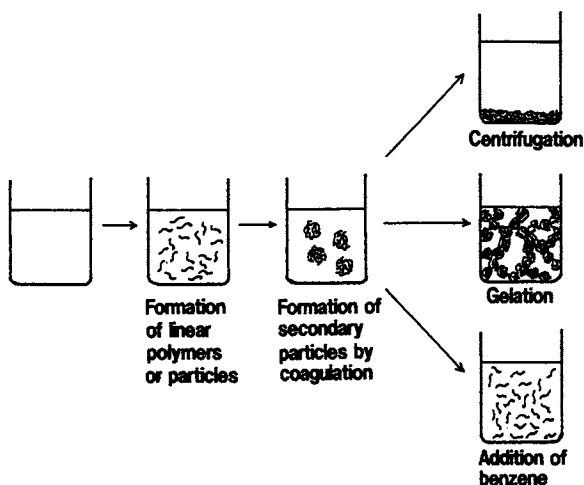 Centrifugation
Gelation
Formation
of linear
polymers
or particles
Formation of
secondary
particles by
coagulation
Addition of
benzene